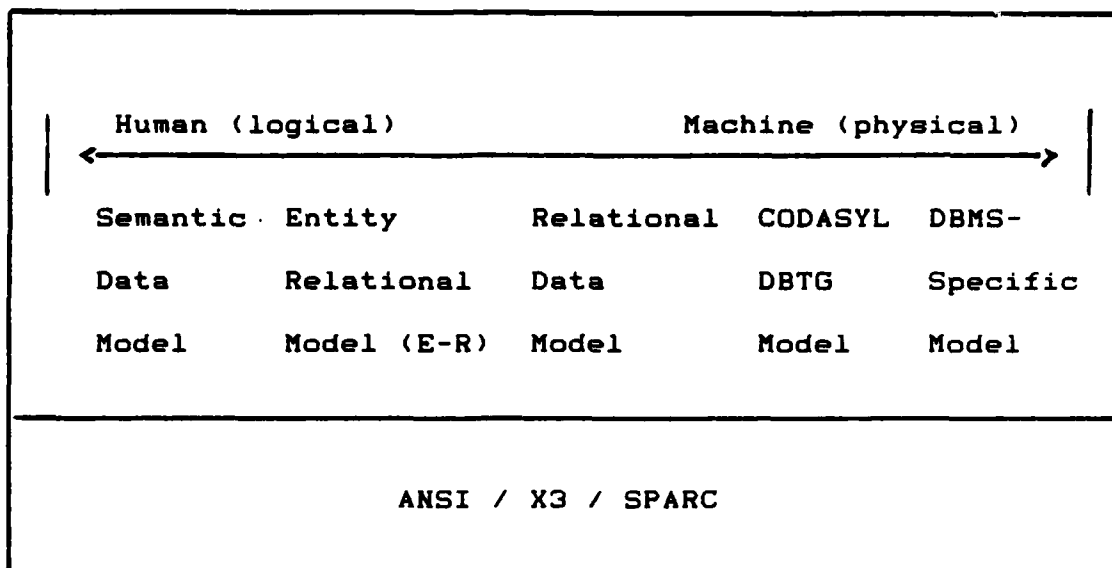 Human (logical) Machine (physical)
Semantic Entity Relational CODASYL DBMS-
Data Relational Data DBTG Specific
Model Model (E-R) Model Model Model
ANSI / X3 / SPARC